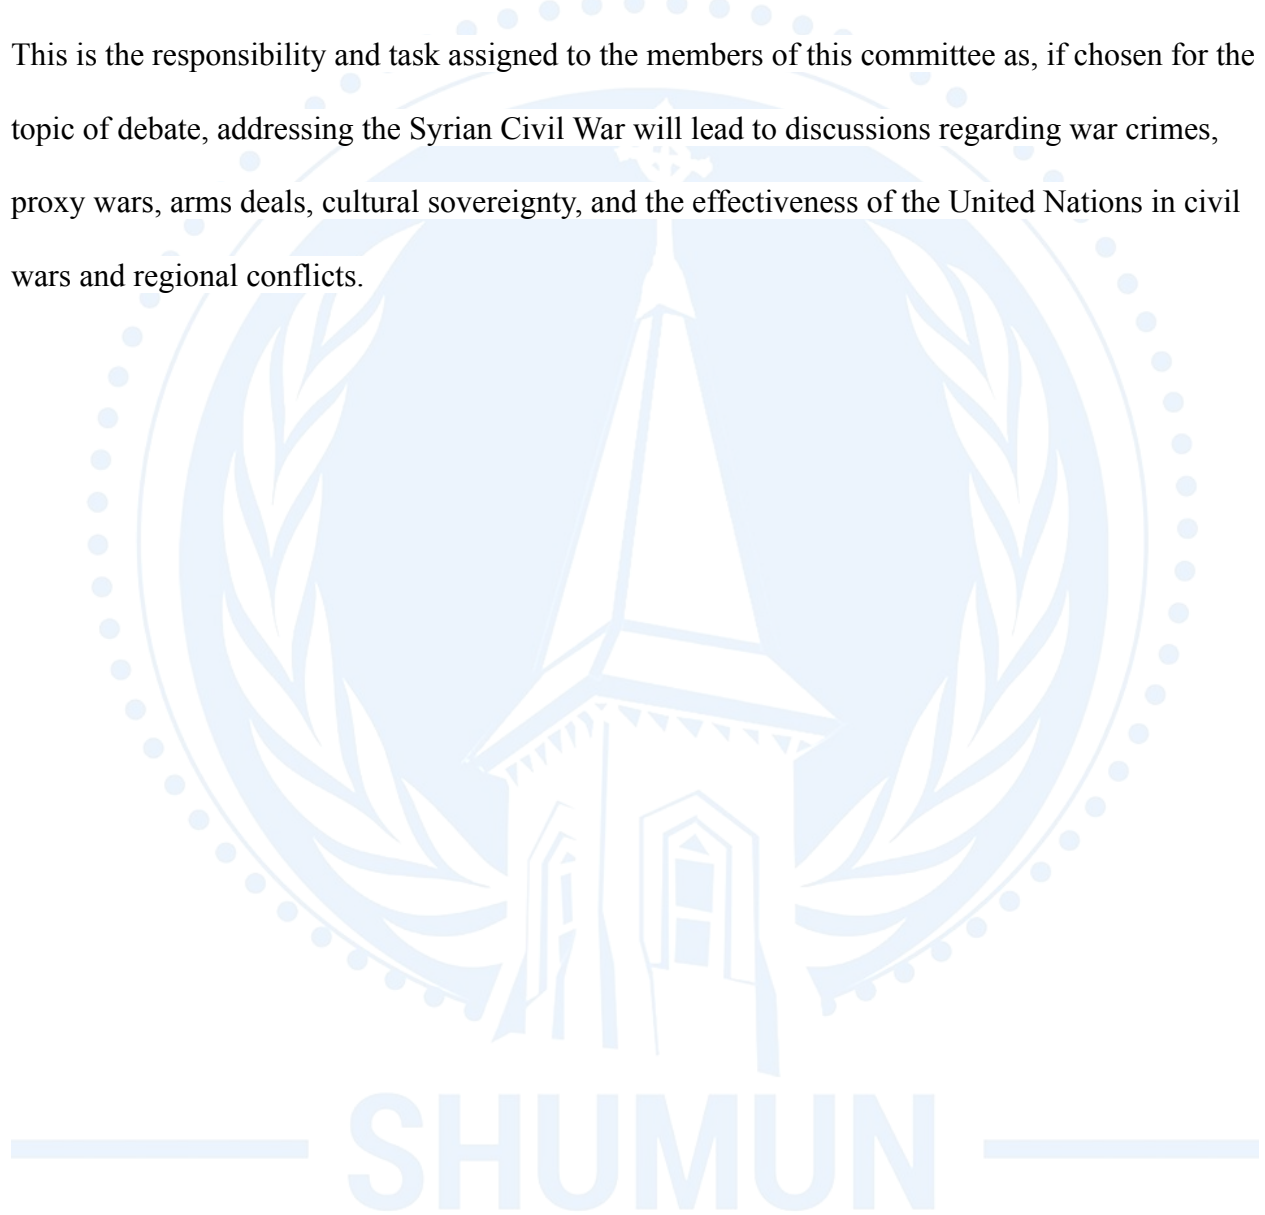 This is the responsibility and task assigned to the members of this committee as, if chosen for the
topic of debate, addressing the Syrian Civil War will lead to discussions regarding war crimes,
proxy wars, arms deals, cultural sovereignty, and the effectiveness of the United Nations in civil
wars and regional conflicts.
SHUMUN